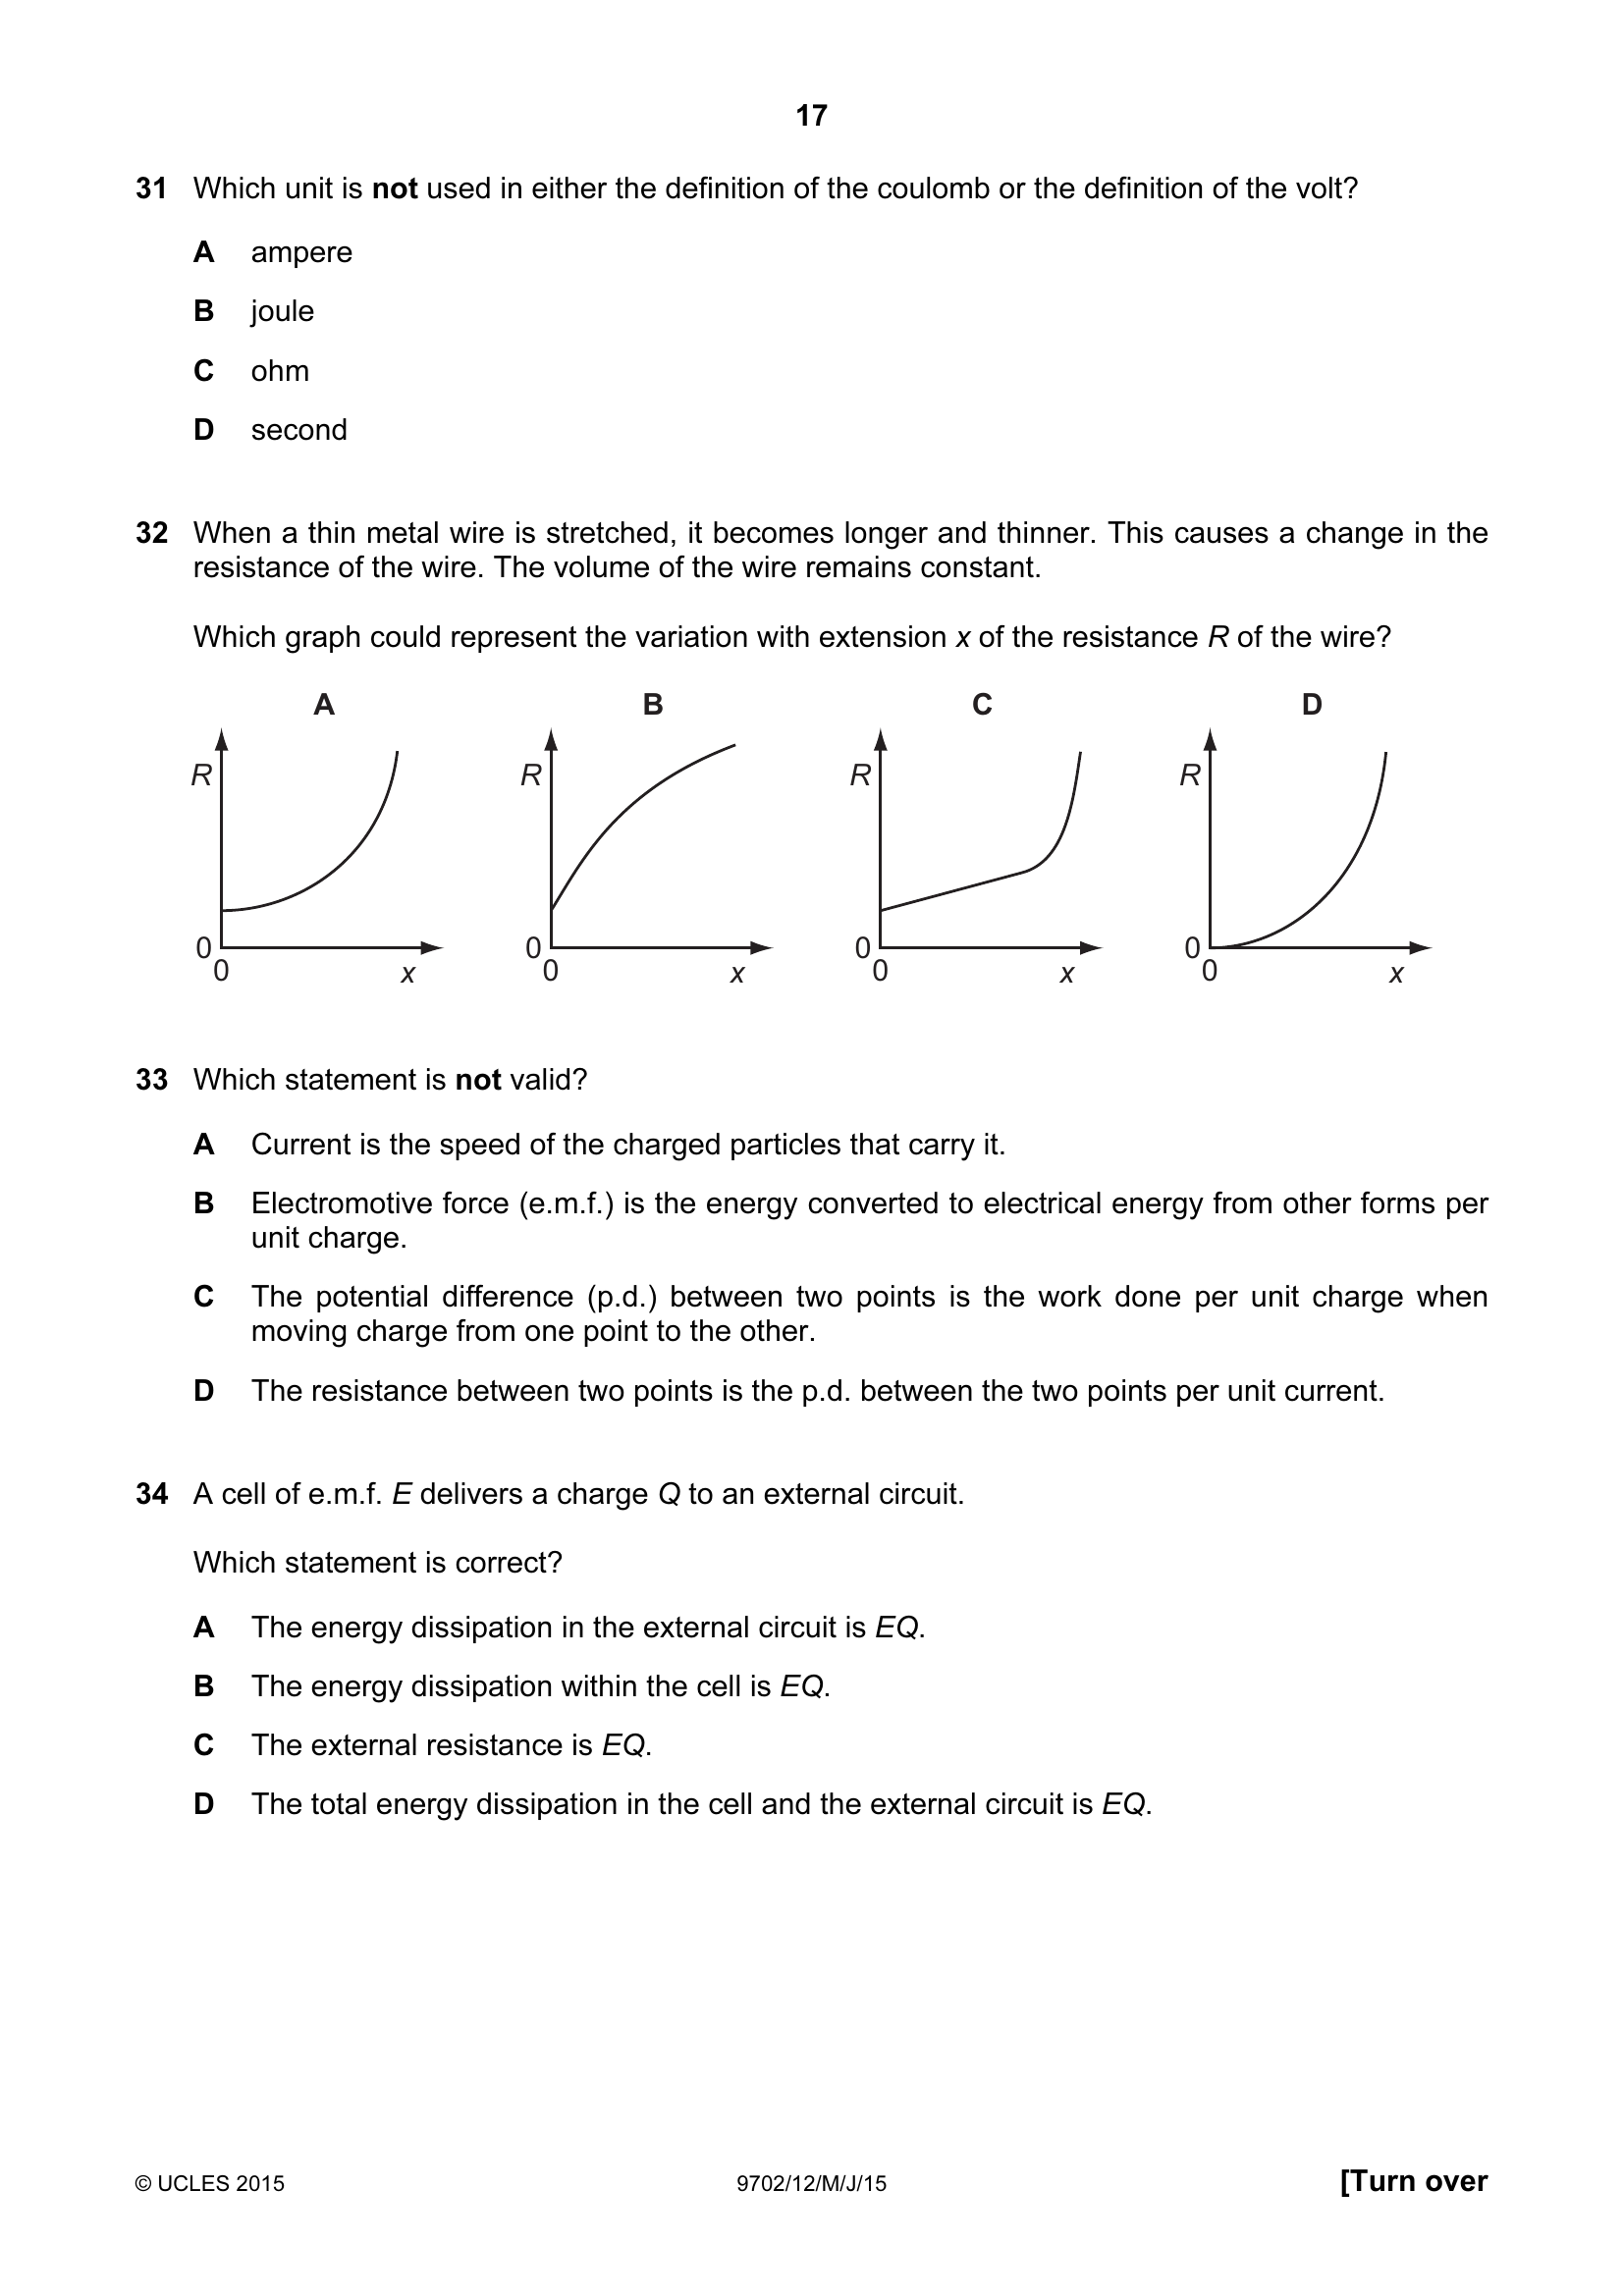 17
31 Which unit is not used in either the definition of the coulomb or the definition of the volt?
A ampere
B joule
C ohm
D second
32 When a thin metal wire is stretched, it becomes longer and thinner. This causes a change in the
resistance of the wire. The volume of the wire remains constant.
Which graph could represent the variation with extension x of the resistance R of the wire?
A B C D
R R R R
0 0 0 0
0 x 0 x 0 x 0 x
33 Which statement is not valid?
A Current is the speed of the charged particles that carry it.
B Electromotive force (e.m.f.) is the energy converted to electrical energy from other forms per
unit charge.
C The potential difference (p.d.) between two points is the work done per unit charge when
moving charge from one point to the other.
D The resistance between two points is the p.d. between the two points per unit current.
34 A cell of e.m.f. E delivers a charge Q to an external circuit.
Which statement is correct?
A The energy dissipation in the external circuit is EQ.
B The energy dissipation within the cell is EQ.
C The external resistance is EQ.
D The total energy dissipation in the cell and the external circuit is EQ.
© UCLES 2015 9702/12/M/J/15 [Turn over